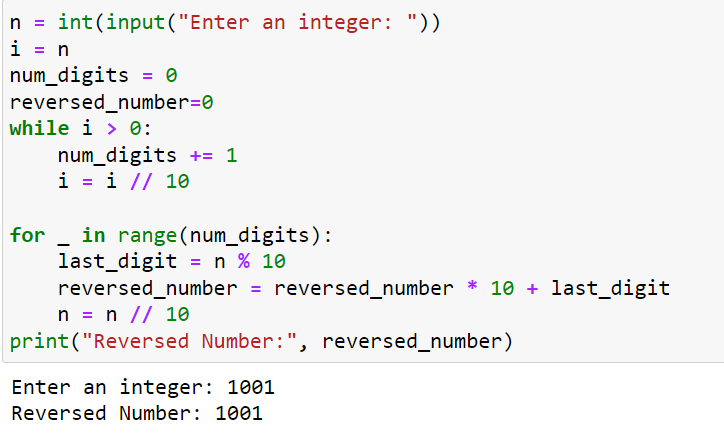 n = int(input("Enter an integer: "))
i = n
num_digits = 0
reversed_number=0
while i > 0:
    num_digits += 1
    i = i // 10

for _ in range(num_digits):
    last_digit = n % 10
    reversed_number = reversed_number * 10 + last_digit
    n = n // 10
print("Reversed Number:", reversed_number)
Enter an integer: 1001
Reversed Number: 1001